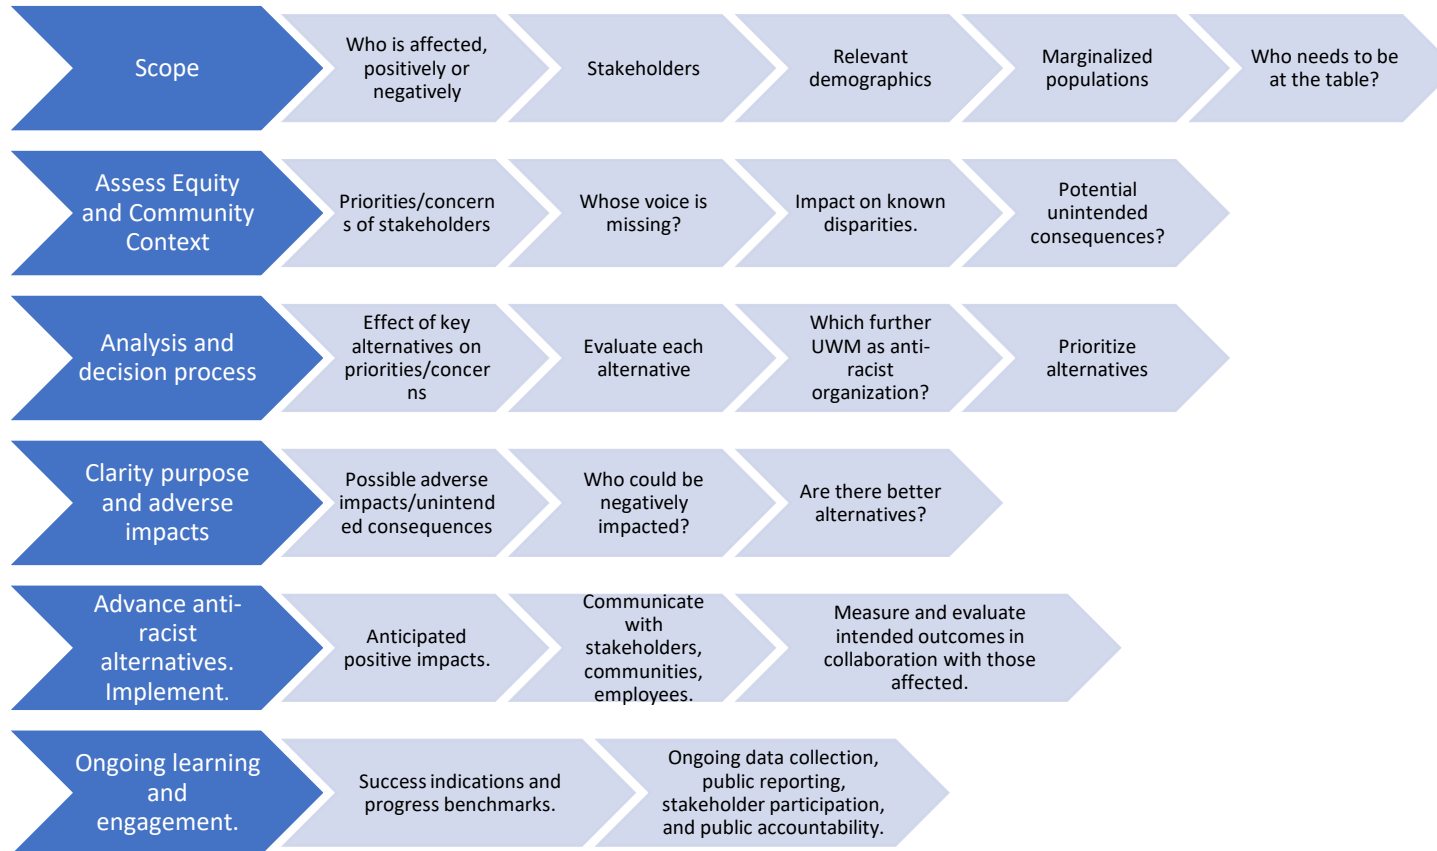 Scope
Who is affected,
positively or
negatively
Stakeholders
Relevant
demographics
Marginalized
populations
Who needs to be
at the table?
Assess Equity
and Community
Context
Priorities/concern
s of stakeholders
Whose voice is
missing?
Impact on known
disparities.
Potential
unintended
consequences?
Analysis and
decision process
Effect of key
alternatives on
priorities/concer
ns
Evaluate each
alternative
Which further
UWM as anti-
racist
organization?
Prioritize
alternatives
Clarity purpose
and adverse
impacts
Possible adverse
impacts/unintend
ed consequences
Who could be
negatively
impacted?
Are there better
alternatives?
Advance anti-
racist
alternatives.
Implement.
Anticipated
positive impacts.
Communicate
with
stakeholders,
communities,
employees.
Measure and evaluate
intended outcomes in
collaboration with those
affected.
Ongoing learning
and
engagement.
Success indications and
progress benchmarks.
Ongoing data collection,
public reporting,
stakeholder participation,
and public accountability.